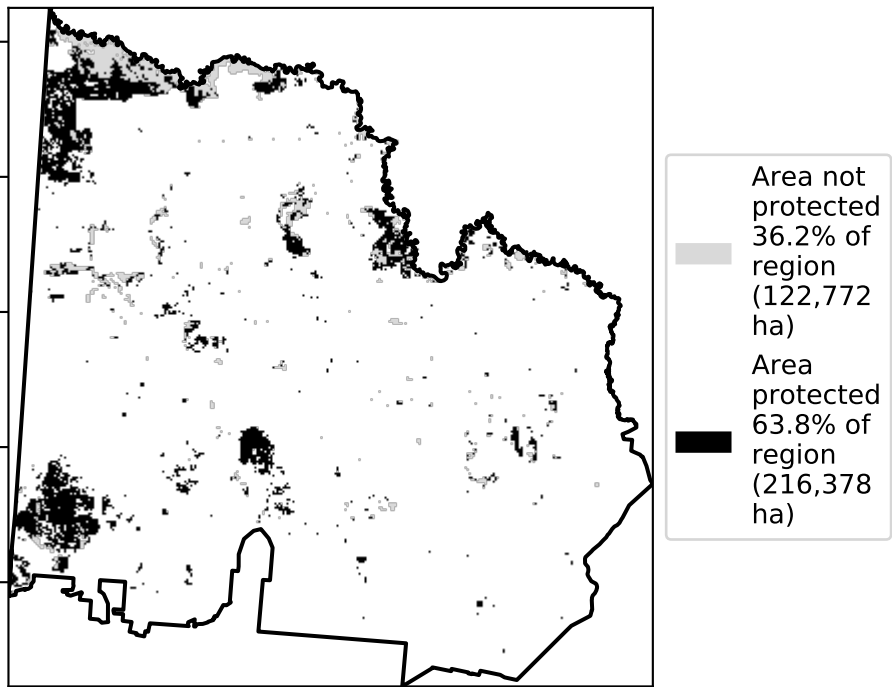 Area not
protected
36.2% of
region
(122,772
ha)
Area
protected
63.8% of
region
(216,378
ha)